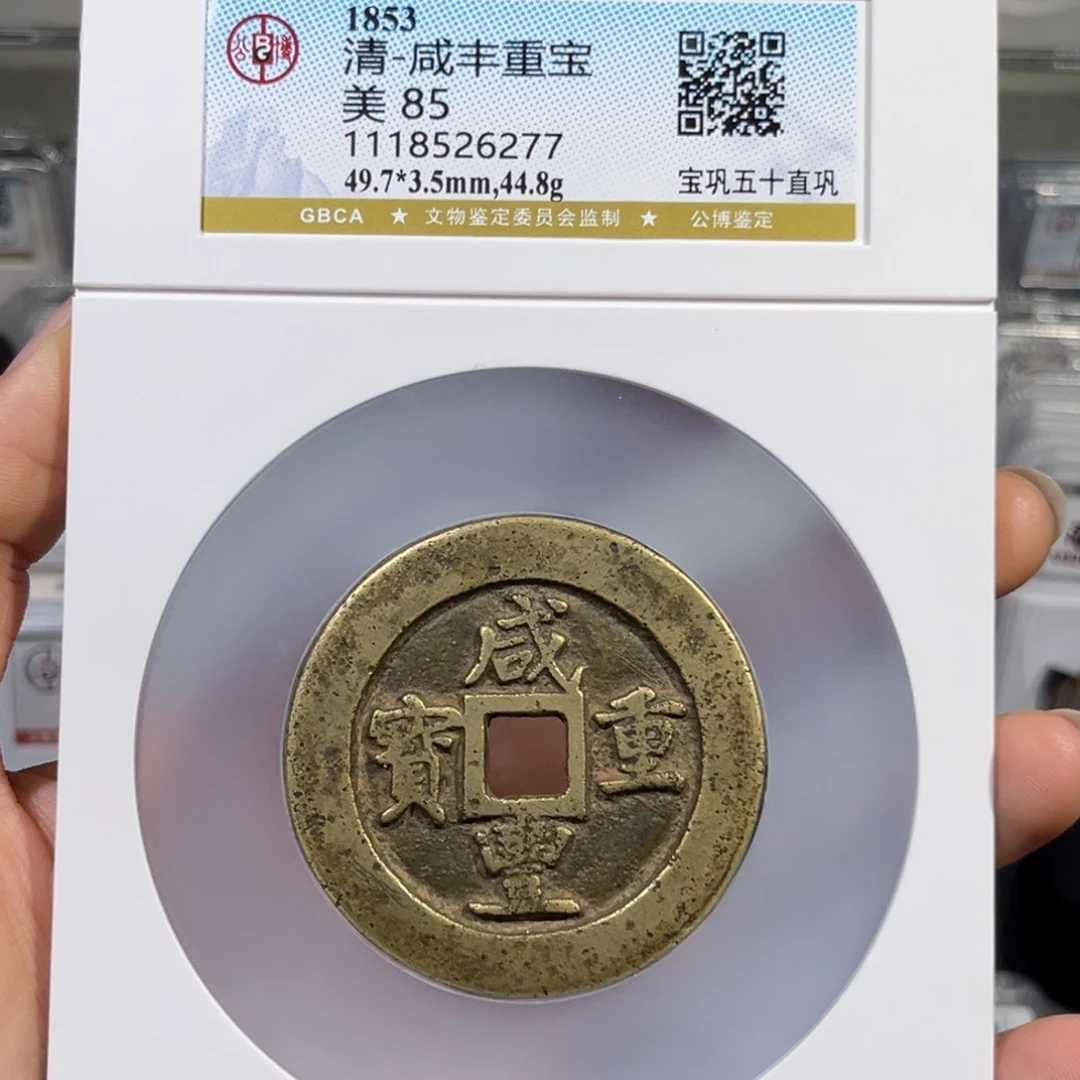 1853
清-咸丰重宝
美 85
1118526277
49.7*3.5mm,44.8g
宝巩五十直巩
GBCA ★ 文物鉴定委员会监制 ★ 公博鉴定
公博
咸
寶 重
豐